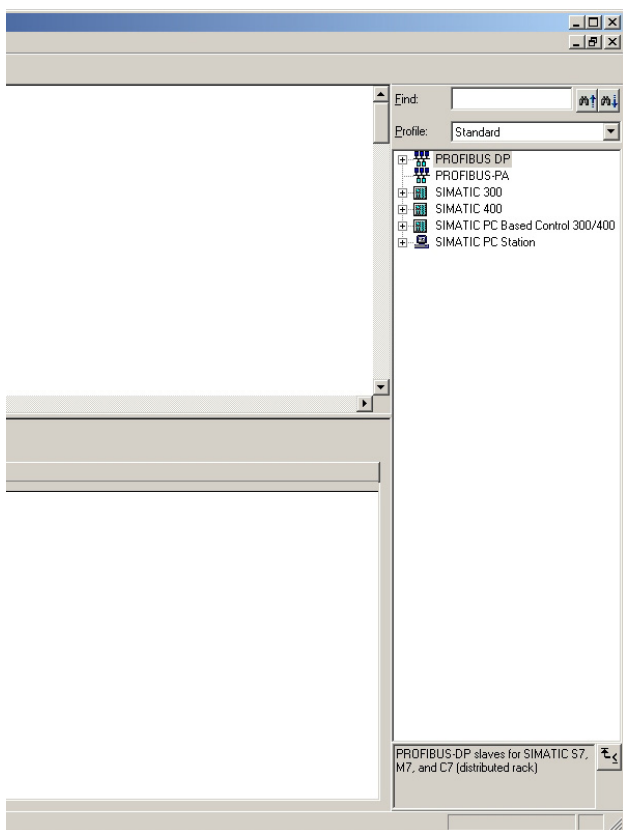 Find:
Profile: Standard
PROFIBUS DP
PROFIBUS-PA
SIMATIC 300
SIMATIC 400
SIMATIC PC Based Control 300/400
SIMATIC PC Station
PROFIBUS-DP slaves for SIMATIC S7,
M7, and C7 (distributed rack)